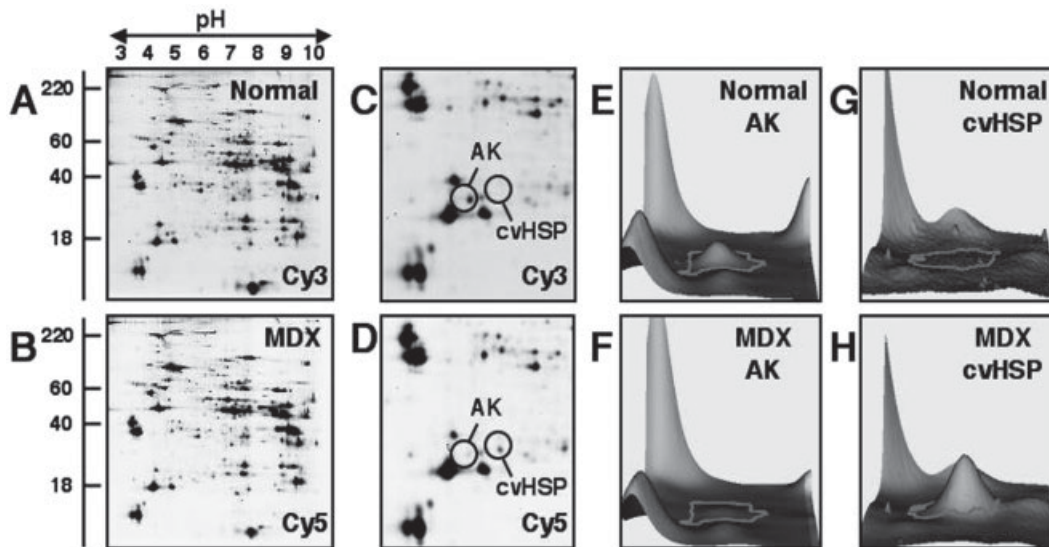 pH
3 4 5 6 7 8 9 10
A
220
60
40
18
Normal
Cy3
C
AK
cvHSP
Cy3
E
Normal
AK
G
Normal
cvHSP
B
220
60
40
18
MDX
Cy5
D
AK
cvHSP
Cy5
F
MDX
AK
H
MDX
cvHSP